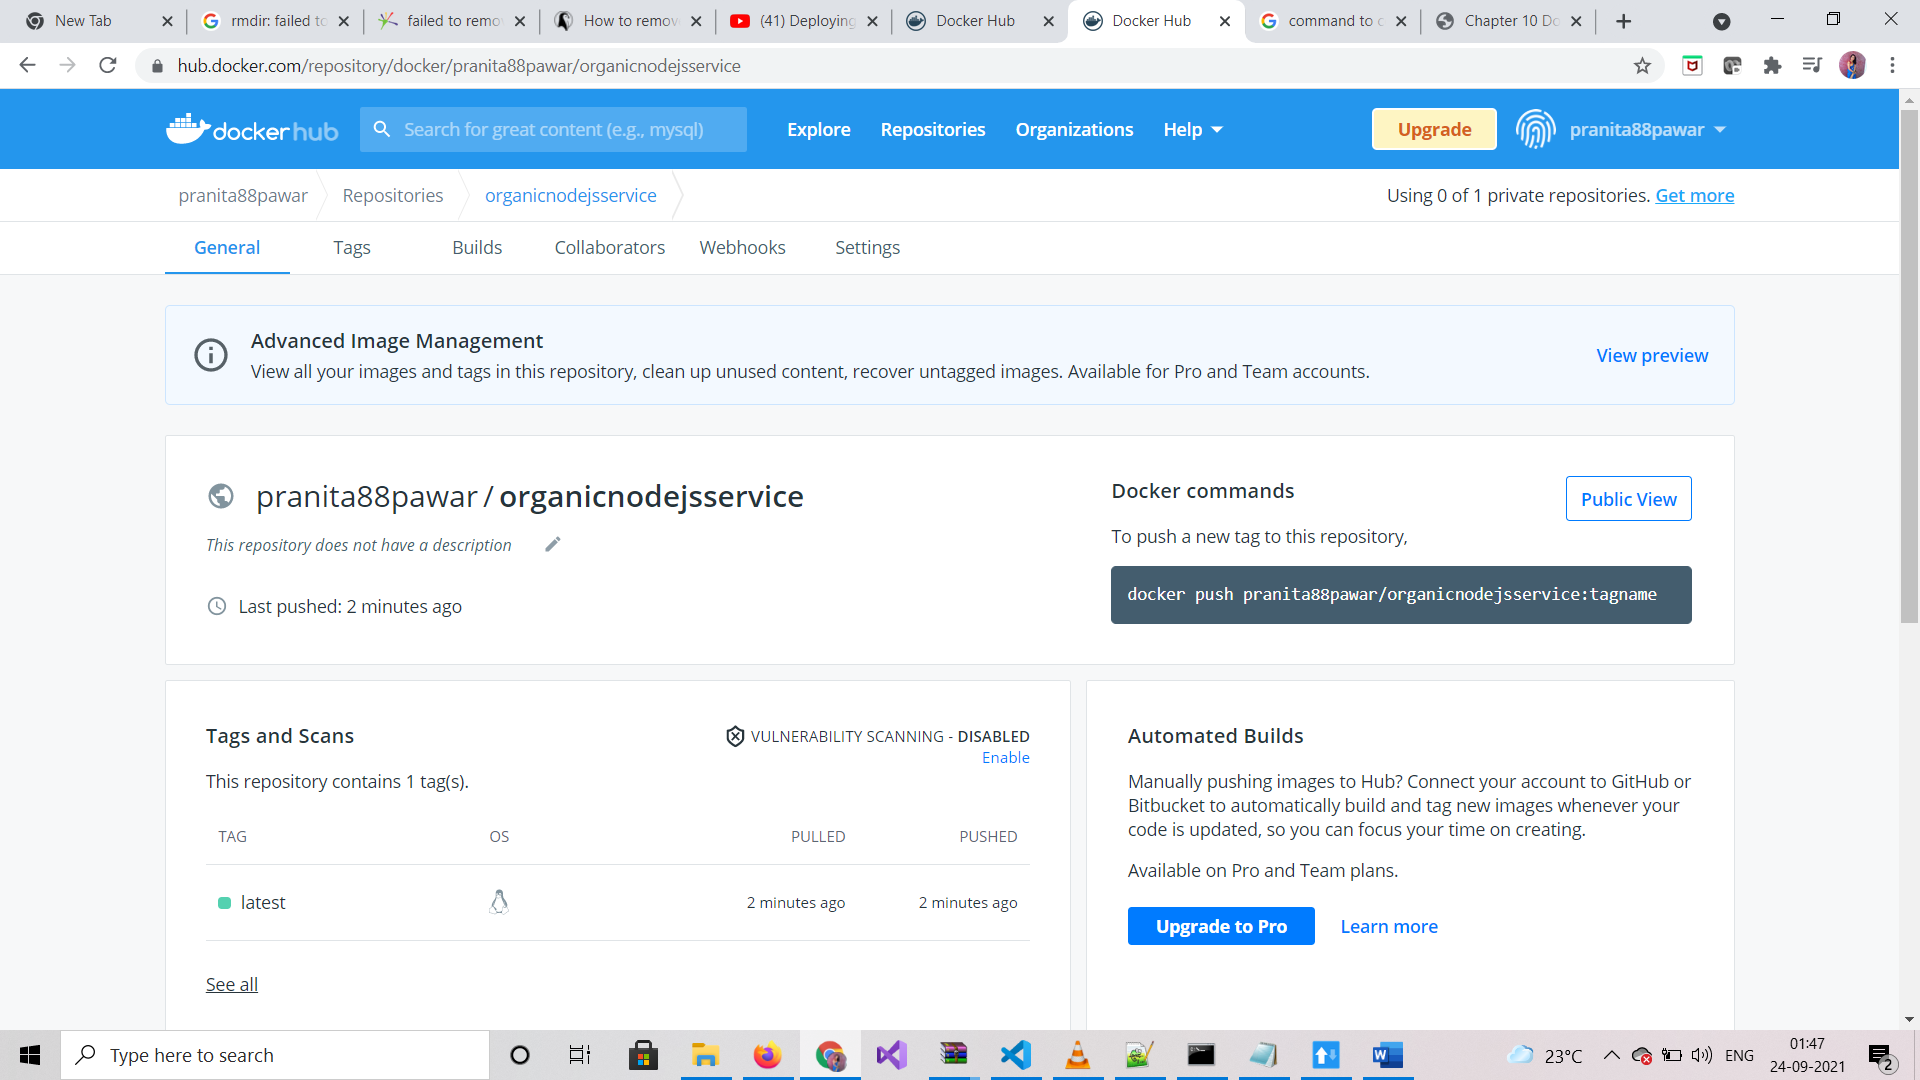 New Tab
rmdir: failed to
failed to remo
How to remov
(41) Deploying
Docker Hub
Docker Hub
command to c
Chapter 10 Do
hub.docker.com/repository/docker/pranita88pawar/organicnodejsservice
dockerhub
Search for great content (e.g., mysql)
Explore
Repositories
Organizations
Help
Upgrade
pranita88pawar
pranita88pawar
Repositories
organicnodejsservice
Using 0 of 1 private repositories. Get more
General
Tags
Builds
Collaborators
Webhooks
Settings
Advanced Image Management
View all your images and tags in this repository, clean up unused content, recover untagged images. Available for Pro and Team accounts.
View preview
pranita88pawar / organicnodejsservice
This repository does not have a description
Last pushed: 2 minutes ago
Docker commands
Public View
To push a new tag to this repository,
docker push pranita88pawar/organicnodejsservice:tagname
Tags and Scans
VULNERABILITY SCANNING - DISABLED
Enable
This repository contains 1 tag(s).
TAG
OS
PULLED
PUSHED
latest
2 minutes ago
2 minutes ago
See all
Automated Builds
Manually pushing images to Hub? Connect your account to GitHub or
Bitbucket to automatically build and tag new images whenever your
code is updated, so you can focus your time on creating.
Available on Pro and Team plans.
Upgrade to Pro
Learn more
Type here to search
23°C
ENG
01:47
24-09-2021
2